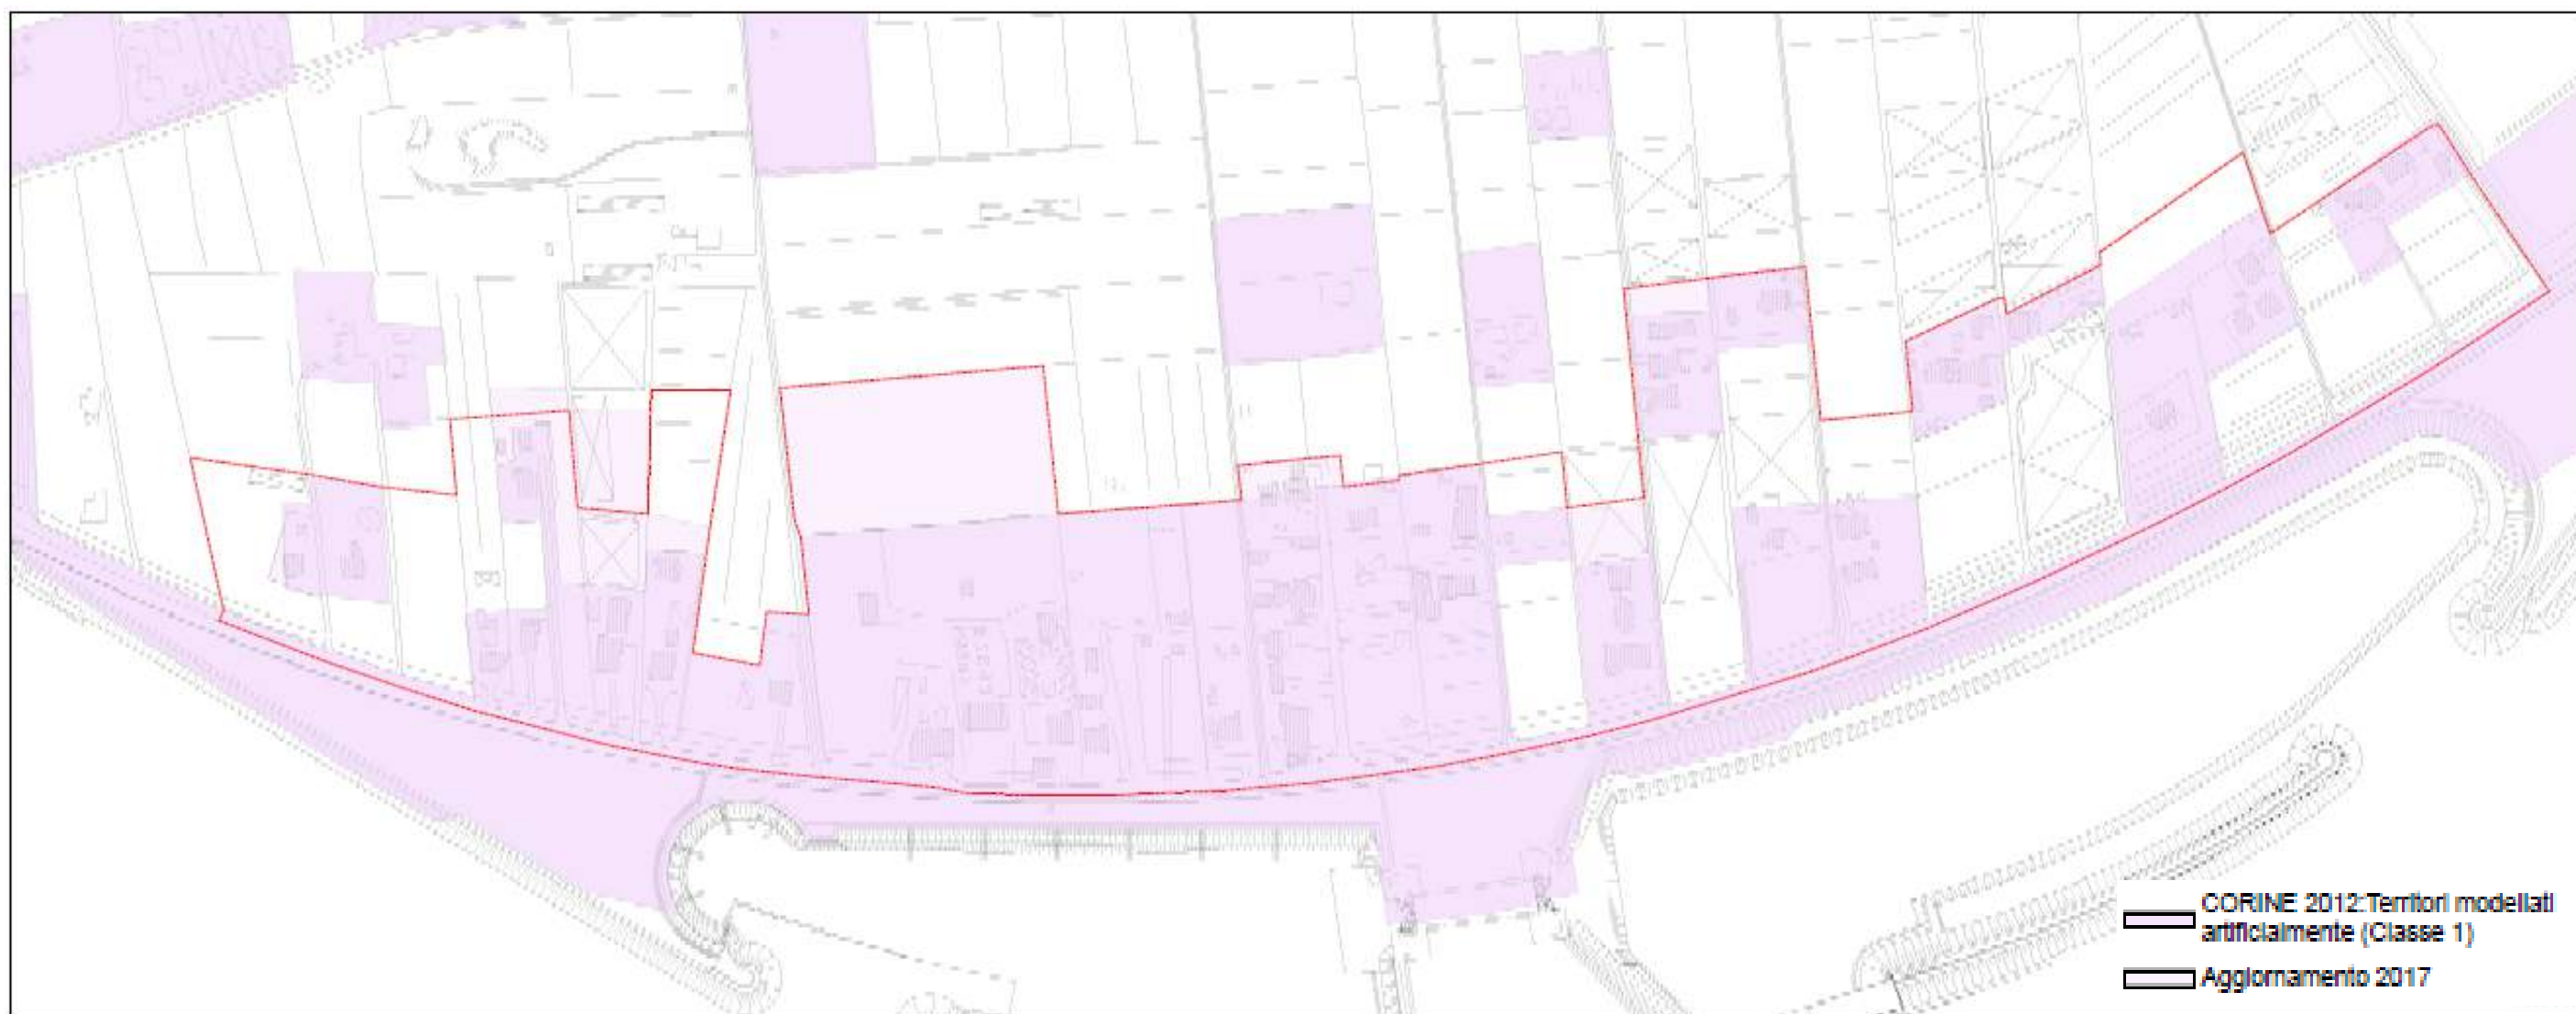 CORINE 2012:Territori modellati
artificialmente (Classe 1)
Aggiornamento 2017